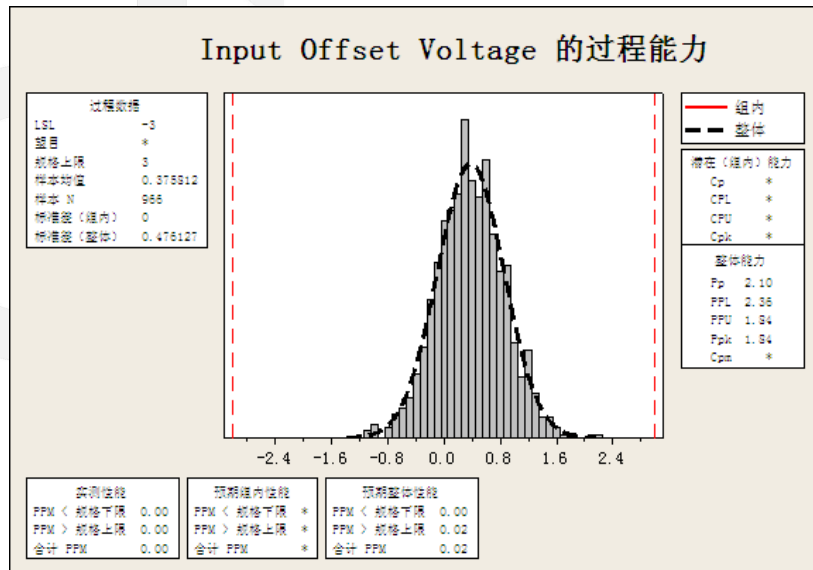 Input Offset Voltage 的过程能力
过程数据
LSL -3
望目 *
规格上限 3
样本均值 0.375812
样本 N 966
标准差（组内） 0
标准差（整体） 0.476127
组内
整体
潜在（组内）能力
Cp *
CPL *
CPU *
Cpk *
整体能力
Pp 2.10
PPL 2.36
PPU 1.84
Ppk 1.84
Cpm *
-2.4 -1.6 -0.8 0.0 0.8 1.6 2.4
实测性能
PPM < 规格下限 0.00
PPM > 规格上限 0.00
合计 PPM 0.00
预期组内性能
PPM < 规格下限 *
PPM > 规格上限 *
合计 PPM *
预期整体性能
PPM < 规格下限 0.00
PPM > 规格上限 0.02
合计 PPM 0.02